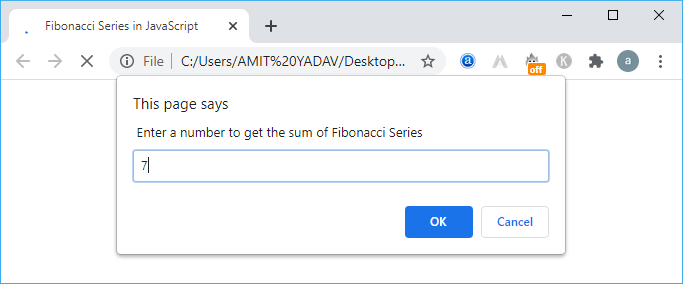 Fibonacci Series in JavaScript
File | C:/Users/AMIT%20YADAV/Desktop...
a
off
K
a
This page says
Enter a number to get the sum of Fibonacci Series
7
OK
Cancel